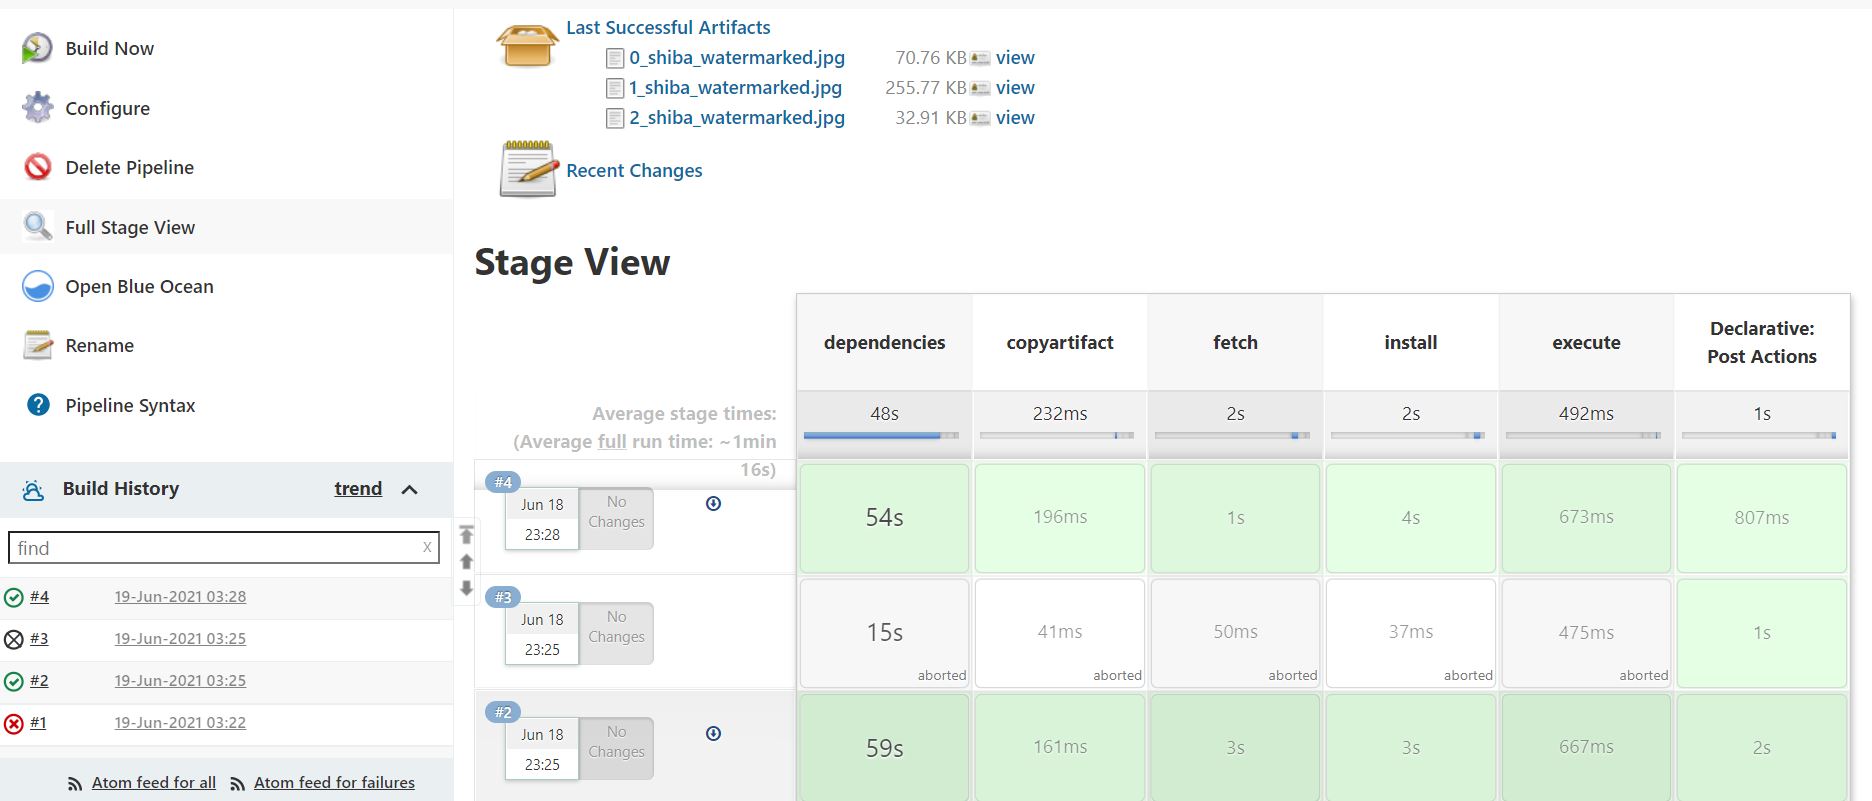 Build Now
Configure
Delete Pipeline
Full Stage View
Open Blue Ocean
Rename
Pipeline Syntax
Build History trend
find x
#4 19-Jun-2021 03:28
#3 19-Jun-2021 03:25
#2 19-Jun-2021 03:25
#1 19-Jun-2021 03:22
Atom feed for all Atom feed for failures
Last Successful Artifacts
0_shiba_watermarked.jpg 70.76 KB view
1_shiba_watermarked.jpg 255.77 KB view
2_shiba_watermarked.jpg 32.91 KB view
Recent Changes
Stage View
dependencies copyartifact fetch install execute Declarative:
Post Actions
Average stage times: 48s 232ms 2s 2s 492ms 1s
(Average full run time: ~1min
16s)
#4
Jun 18 No
23:28 Changes
54s 196ms 1s 4s 673ms 807ms
#3
Jun 18 No
23:25 Changes
15s 41ms 50ms 37ms 475ms 1s
aborted aborted aborted aborted aborted
#2
Jun 18 No
23:25 Changes
59s 161ms 3s 3s 667ms 2s